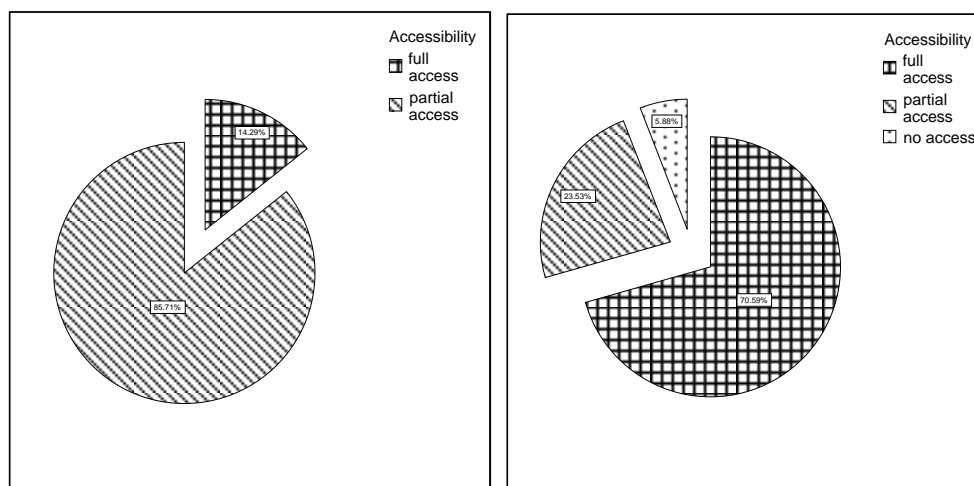 Accessibility
full
access
partial
access
14.29%
85.71%
Accessibility
full
access
partial
access
no access
5.88%
23.53%
70.59%